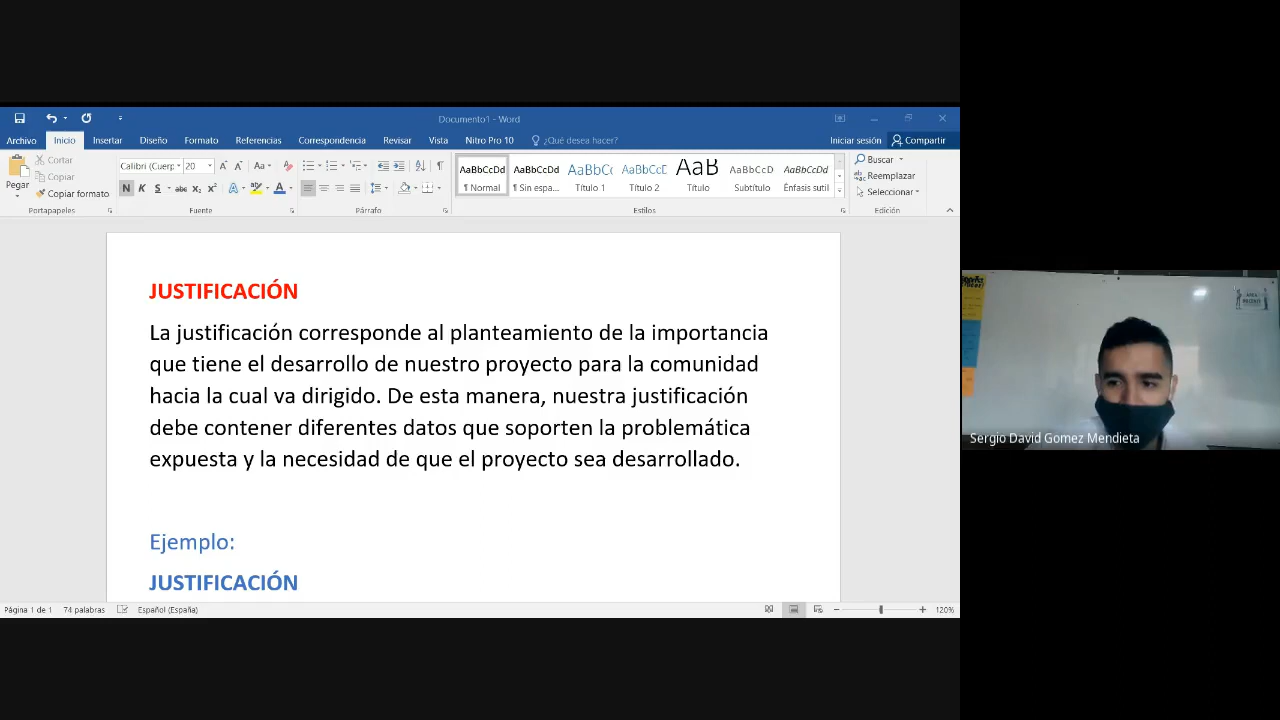 Documento1 - Word
Archivo Inicio Insertar Diseño Formato Referencias Correspondencia Revisar Vista Nitro Pro 10 ¿Qué desea hacer? Iniciar sesión Compartir
Pegar
Cortar
Copiar
Copiar formato
Portapapeles
Calibri (Cuerp 20
Fuente
Párrafo
AaBbCcDd AaBbCcDd AaBbCc AaBbCcD AaB AaBbCcD AaBbCcDd
¶ Normal ¶ Sin espa... Título 1 Título 2 Título Subtítulo Énfasis sutil
Estilos
Buscar
Reemplazar
Seleccionar
Edición
JUSTIFICACIÓN
La justificación corresponde al planteamiento de la importancia
que tiene el desarrollo de nuestro proyecto para la comunidad
hacia la cual va dirigido. De esta manera, nuestra justificación
debe contener diferentes datos que soporten la problemática
expuesta y la necesidad de que el proyecto sea desarrollado.
Ejemplo:
JUSTIFICACIÓN
Página 1 de 1 74 palabras Español (España) 120%
Sergio David Gomez Mendieta